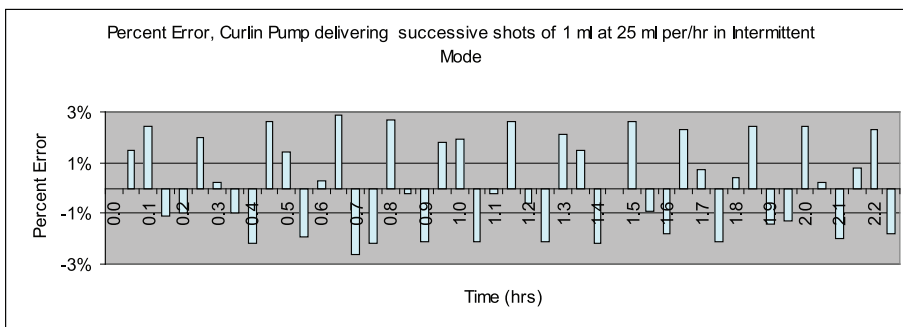 Percent Error, Curlin Pump delivering successive shots of 1 ml at 25 ml per/hr in Intermittent
Mode
Percent Error
3%
1%
-1%
-3%
0.0 0.1 0.2 0.3 0.4 0.5 0.6 0.7 0.8 0.9 1.0 1.1 1.2 1.3 1.4 1.5 1.6 1.7 1.8 1.9 2.0 2.1 2.2
Time (hrs)